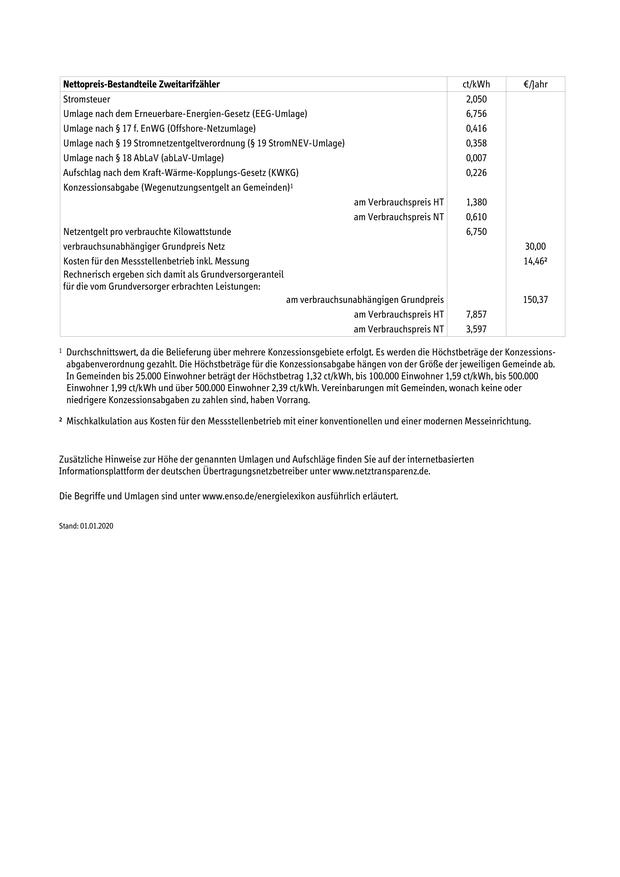 Nettopreis-Bestandteile Zweitarifzähler ct/kWh €/Jahr
Stromsteuer 2,050
Umlage nach dem Erneuerbare-Energien-Gesetz (EEG-Umlage) 6,756
Umlage nach § 17 f. EnWG (Offshore-Netzumlage) 0,416
Umlage nach § 19 Stromnetzentgeltverordnung (§ 19 StromNEV-Umlage) 0,358
Umlage nach § 18 AbLaV (abLaV-Umlage) 0,007
Aufschlag nach dem Kraft-Wärme-Kopplungs-Gesetz (KWKG) 0,226
Konzessionsabgabe (Wegenutzungsentgelt an Gemeinden)¹
am Verbrauchspreis HT 1,380
am Verbrauchspreis NT 0,610
Netzentgelt pro verbrauchte Kilowattstunde 6,750
verbrauchsunabhängiger Grundpreis Netz 30,00
Kosten für den Messstellenbetrieb inkl. Messung 14,46²
Rechnerisch ergeben sich damit als Grundversorgeranteil
für die vom Grundversorger erbrachten Leistungen:
am verbrauchsunabhängigen Grundpreis 150,37
am Verbrauchspreis HT 7,857
am Verbrauchspreis NT 3,597
¹ Durchschnittswert, da die Belieferung über mehrere Konzessionsgebiete erfolgt. Es werden die Höchstbeträge der Konzessions-
abgabenverordnung gezahlt. Die Höchstbeträge für die Konzessionsabgabe hängen von der Größe der jeweiligen Gemeinde ab.
In Gemeinden bis 25.000 Einwohner beträgt der Höchstbetrag 1,32 ct/kWh, bis 100.000 Einwohner 1,59 ct/kWh, bis 500.000
Einwohner 1,99 ct/kWh und über 500.000 Einwohner 2,39 ct/kWh. Vereinbarungen mit Gemeinden, wonach keine oder
niedrigere Konzessionsabgaben zu zahlen sind, haben Vorrang.
² Mischkalkulation aus Kosten für den Messstellenbetrieb mit einer konventionellen und einer modernen Messeinrichtung.
Zusätzliche Hinweise zur Höhe der genannten Umlagen und Aufschläge finden Sie auf der internetbasierten
Informationsplattform der deutschen Übertragungsnetzbetreiber unter www.netztransparenz.de.
Die Begriffe und Umlagen sind unter www.enso.de/energielexikon ausführlich erläutert.
Stand: 01.01.2020